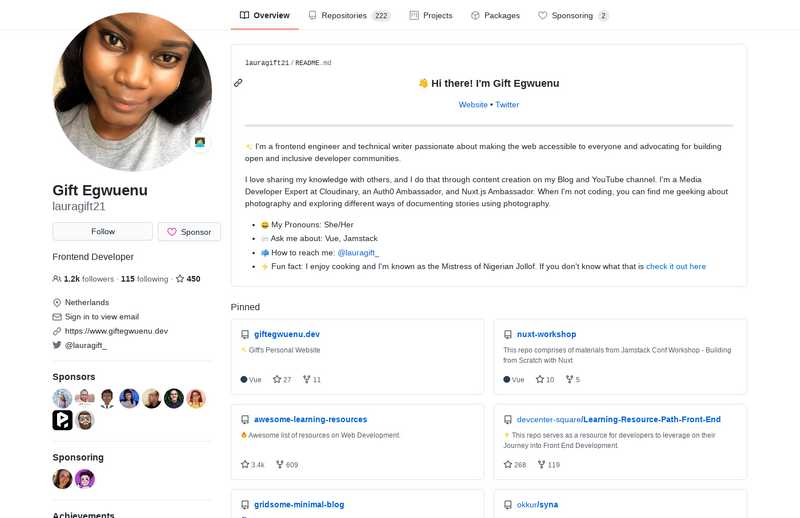 Overview
Repositories 222
Projects
Packages
Sponsoring 2
lauragift21 / README.md
Hi there! I'm Gift Egwuenu
Website • Twitter
I'm a frontend engineer and technical writer passionate about making the web accessible to everyone and advocating for building
open and inclusive developer communities.
I love sharing my knowledge with others, and I do that through content creation on my Blog and YouTube channel. I'm a Media
Developer Expert at Cloudinary, an Auth0 Ambassador, and Nuxt.js Ambassador. When I'm not coding, you can find me geeking about
photography and exploring different ways of documenting stories using photography.
• My Pronouns: She/Her
• Ask me about: Vue, Jamstack
• How to reach me: @lauragift_
• Fun fact: I enjoy cooking and I'm known as the Mistress of Nigerian Jollof. If you don't know what that is check it out here
Gift Egwuenu
lauragift21
Follow
Sponsor
Frontend Developer
1.2k followers · 115 following · 450
Netherlands
Sign in to view email
https://www.giftegwuenu.dev
@lauragift_
Sponsors
Sponsoring
Achievements
Pinned
giftegwuenu.dev
Gift's Personal Website
Vue 27 11
nuxt-workshop
This repo comprises of materials from Jamstack Conf Workshop - Building
from Scratch with Nuxt
Vue 10 5
awesome-learning-resources
Awesome list of resources on Web Development.
3.4k 609
devcenter-square/Learning-Resource-Path-Front-End
This repo serves as a resource for developers to leverage on their
Journey into Front End Development.
268 119
gridsome-minimal-blog
okkur/syna